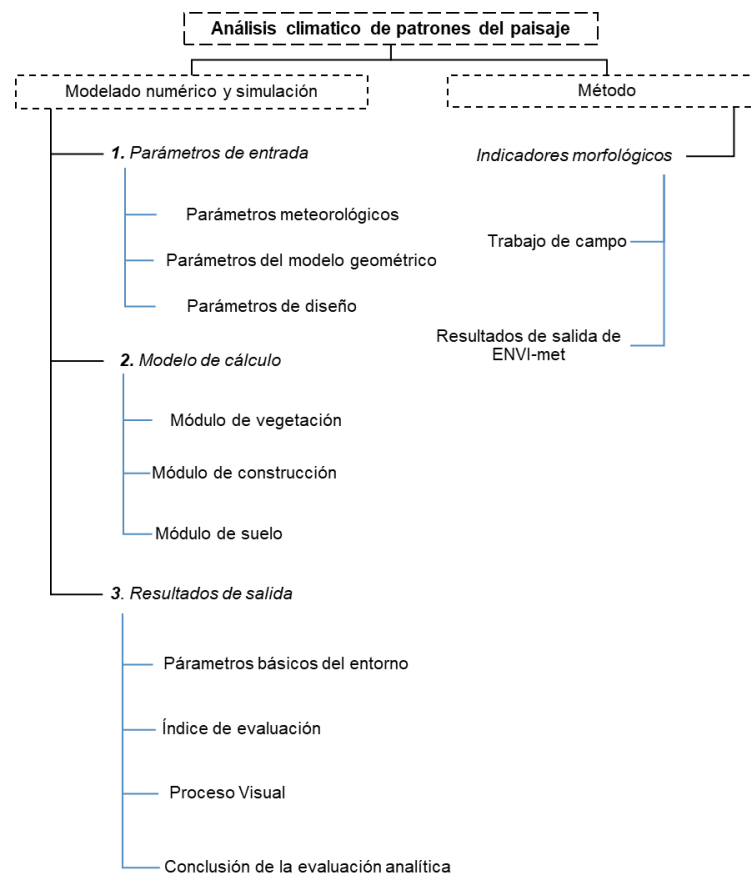 Análisis climatico de patrones del paisaje
Modelado numérico y simulación
Método
1. Parámetros de entrada
Parámetros meteorológicos
Parámetros del modelo geométrico
Parámetros de diseño
2. Modelo de cálculo
Módulo de vegetación
Módulo de construcción
Módulo de suelo
3. Resultados de salida
Párametros básicos del entorno
Índice de evaluación
Proceso Visual
Conclusión de la evaluación analítica
Indicadores morfológicos
Trabajo de campo
Resultados de salida de
ENVI-met